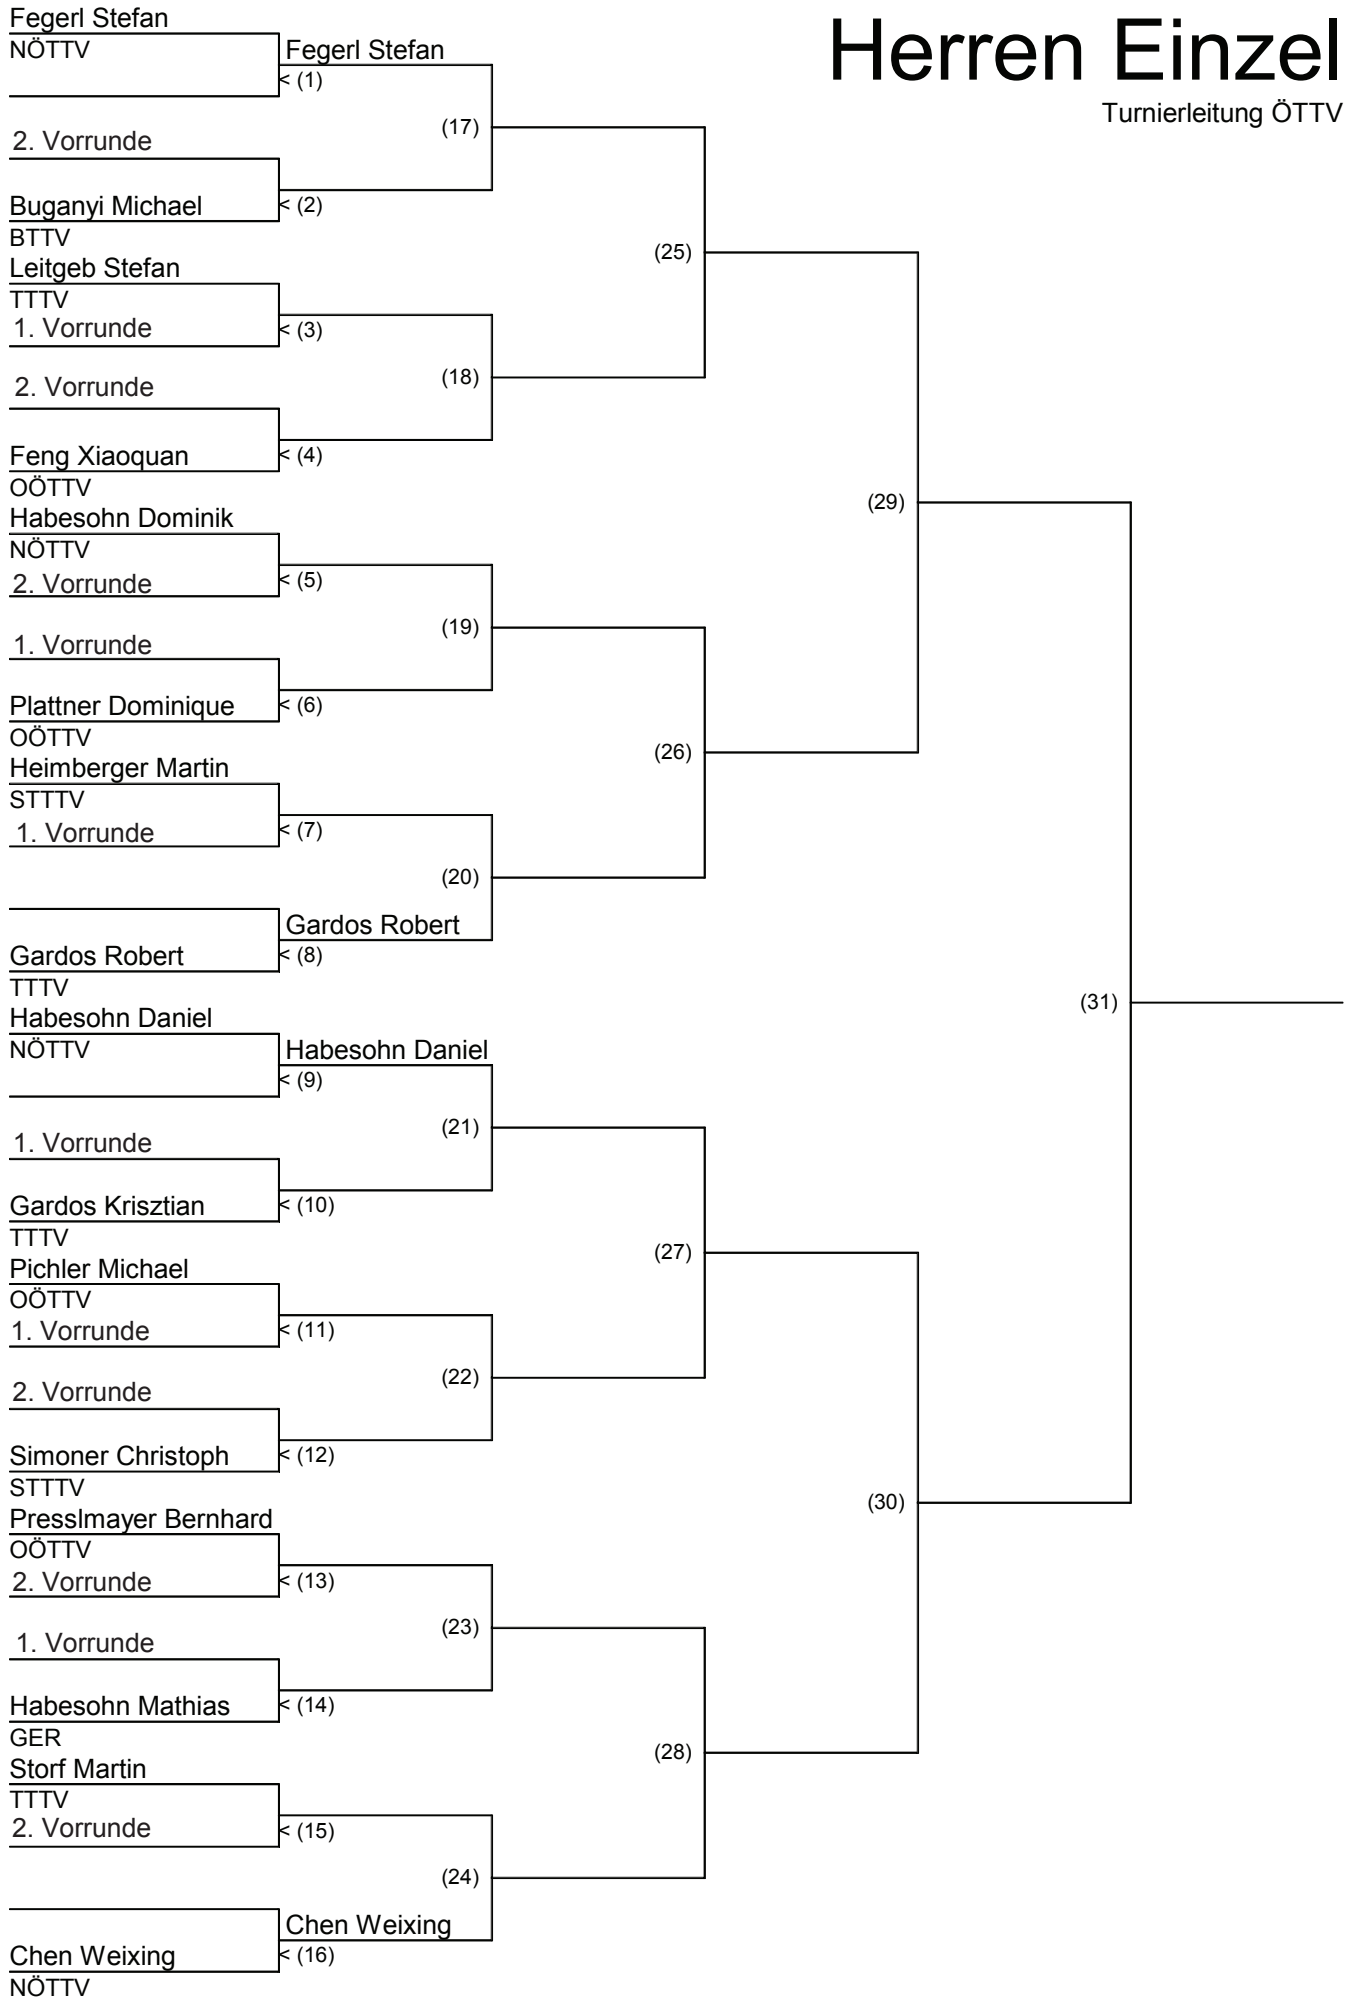 Herren Einzel
Turnierleitung ÖTTV
Fegerl Stefan
NÖTTV
Fegerl Stefan
< (1)
(17)
2. Vorrunde
Buganyi Michael
< (2)
BTTV
(25)
Leitgeb Stefan
TTTV
1. Vorrunde
< (3)
(18)
2. Vorrunde
Feng Xiaoquan
< (4)
OÖTTV
(29)
Habesohn Dominik
NÖTTV
2. Vorrunde
< (5)
(19)
1. Vorrunde
Plattner Dominique
< (6)
OÖTTV
(26)
Heimberger Martin
STTTV
1. Vorrunde
< (7)
(20)
Gardos Robert
Gardos Robert
< (8)
TTTV
(31)
Habesohn Daniel
NÖTTV
Habesohn Daniel
< (9)
(21)
1. Vorrunde
Gardos Krisztian
< (10)
TTTV
(27)
Pichler Michael
OÖTTV
1. Vorrunde
< (11)
(22)
2. Vorrunde
Simoner Christoph
< (12)
STTTV
(30)
Presslmayer Bernhard
OÖTTV
2. Vorrunde
< (13)
(23)
1. Vorrunde
Habesohn Mathias
< (14)
GER
(28)
Storf Martin
TTTV
2. Vorrunde
< (15)
(24)
Chen Weixing
Chen Weixing
< (16)
NÖTTV